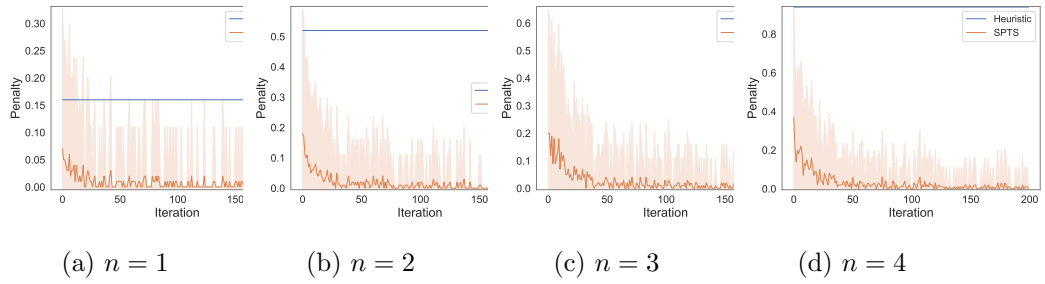 0.30
0.25
0.20
0.15
0.10
0.05
0.00
Penalty
0 50 100 150
Iteration
0.5
0.4
0.3
0.2
0.1
0.0
Penalty
0 50 100 150
Iteration
0.6
0.5
0.4
0.3
0.2
0.1
0.0
Penalty
0 50 100 150
Iteration
Heuristic
SPTS
0.8
0.6
0.4
0.2
0.0
Penalty
0 50 100 150 200
Iteration
(a) n = 1
(b) n = 2
(c) n = 3
(d) n = 4